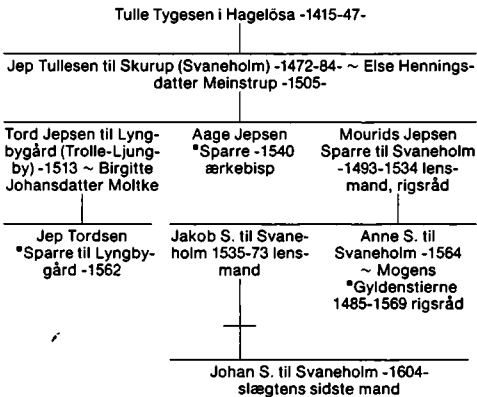 Tulle Tygesen i Hagelösa -1415-47-
Jep Tullesen til Skurup (Svaneholm) -1472-84- ~ Else Hennings-
datter Meinstrup -1505-
Tord Jepsen til Lyng-
bygård (Trolle-Ljung-
by) -1513 ~ Birgitte
Johansdatter Moltke
Aage Jepsen
*Sparre -1540
ærkebisp
Mourids Jepsen
Sparre til Svaneholm
-1493-1534 lens-
mand, rigsråd
Jep Tordsen
*Sparre til Lyngby-
gård -1562
Jakob S. til Svane-
holm 1535-73 lens-
mand
Anne S. til
Svaneholm -1564
~ Mogens
*Gyldenstierne
1485-1569 rigsråd
Johan S. til Svaneholm -1604-
slægtens sidste mand